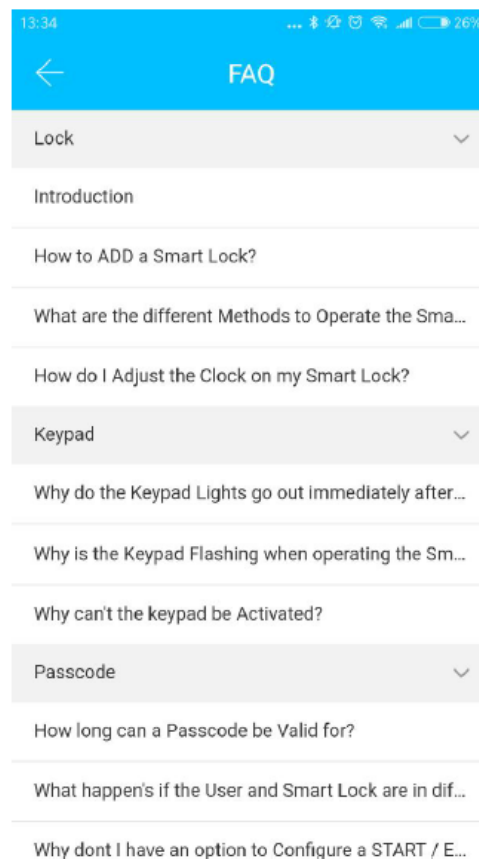 13:34
... 26%
FAQ
Lock
Introduction
How to ADD a Smart Lock?
What are the different Methods to Operate the Sma...
How do I Adjust the Clock on my Smart Lock?
Keypad
Why do the Keypad Lights go out immediately after...
Why is the Keypad Flashing when operating the Sm...
Why can't the keypad be Activated?
Passcode
How long can a Passcode be Valid for?
What happen's if the User and Smart Lock are in dif...
Why dont I have an option to Configure a START / E...